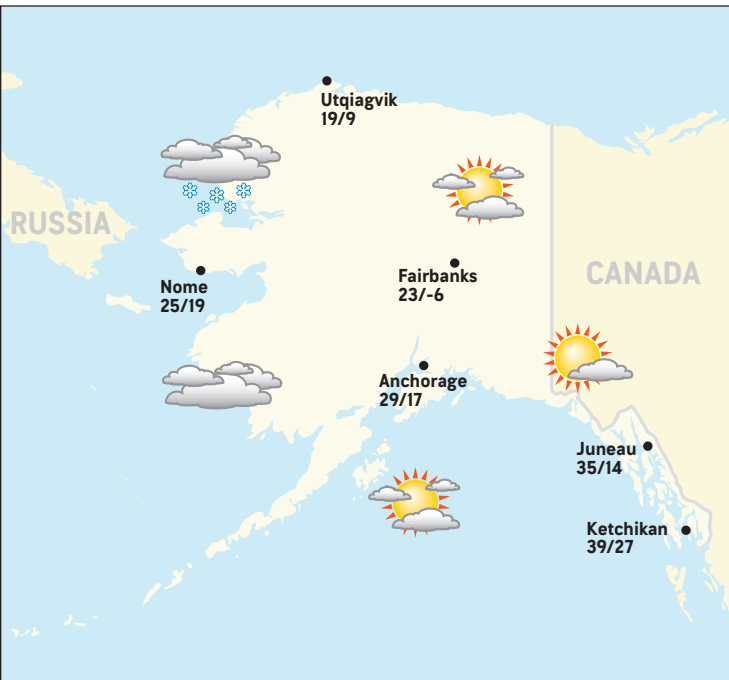 Utqiagvik
19/9
RUSSIA
CANADA
Nome
25/19
Fairbanks
23/-6
Anchorage
29/17
Juneau
35/14
Ketchikan
39/27